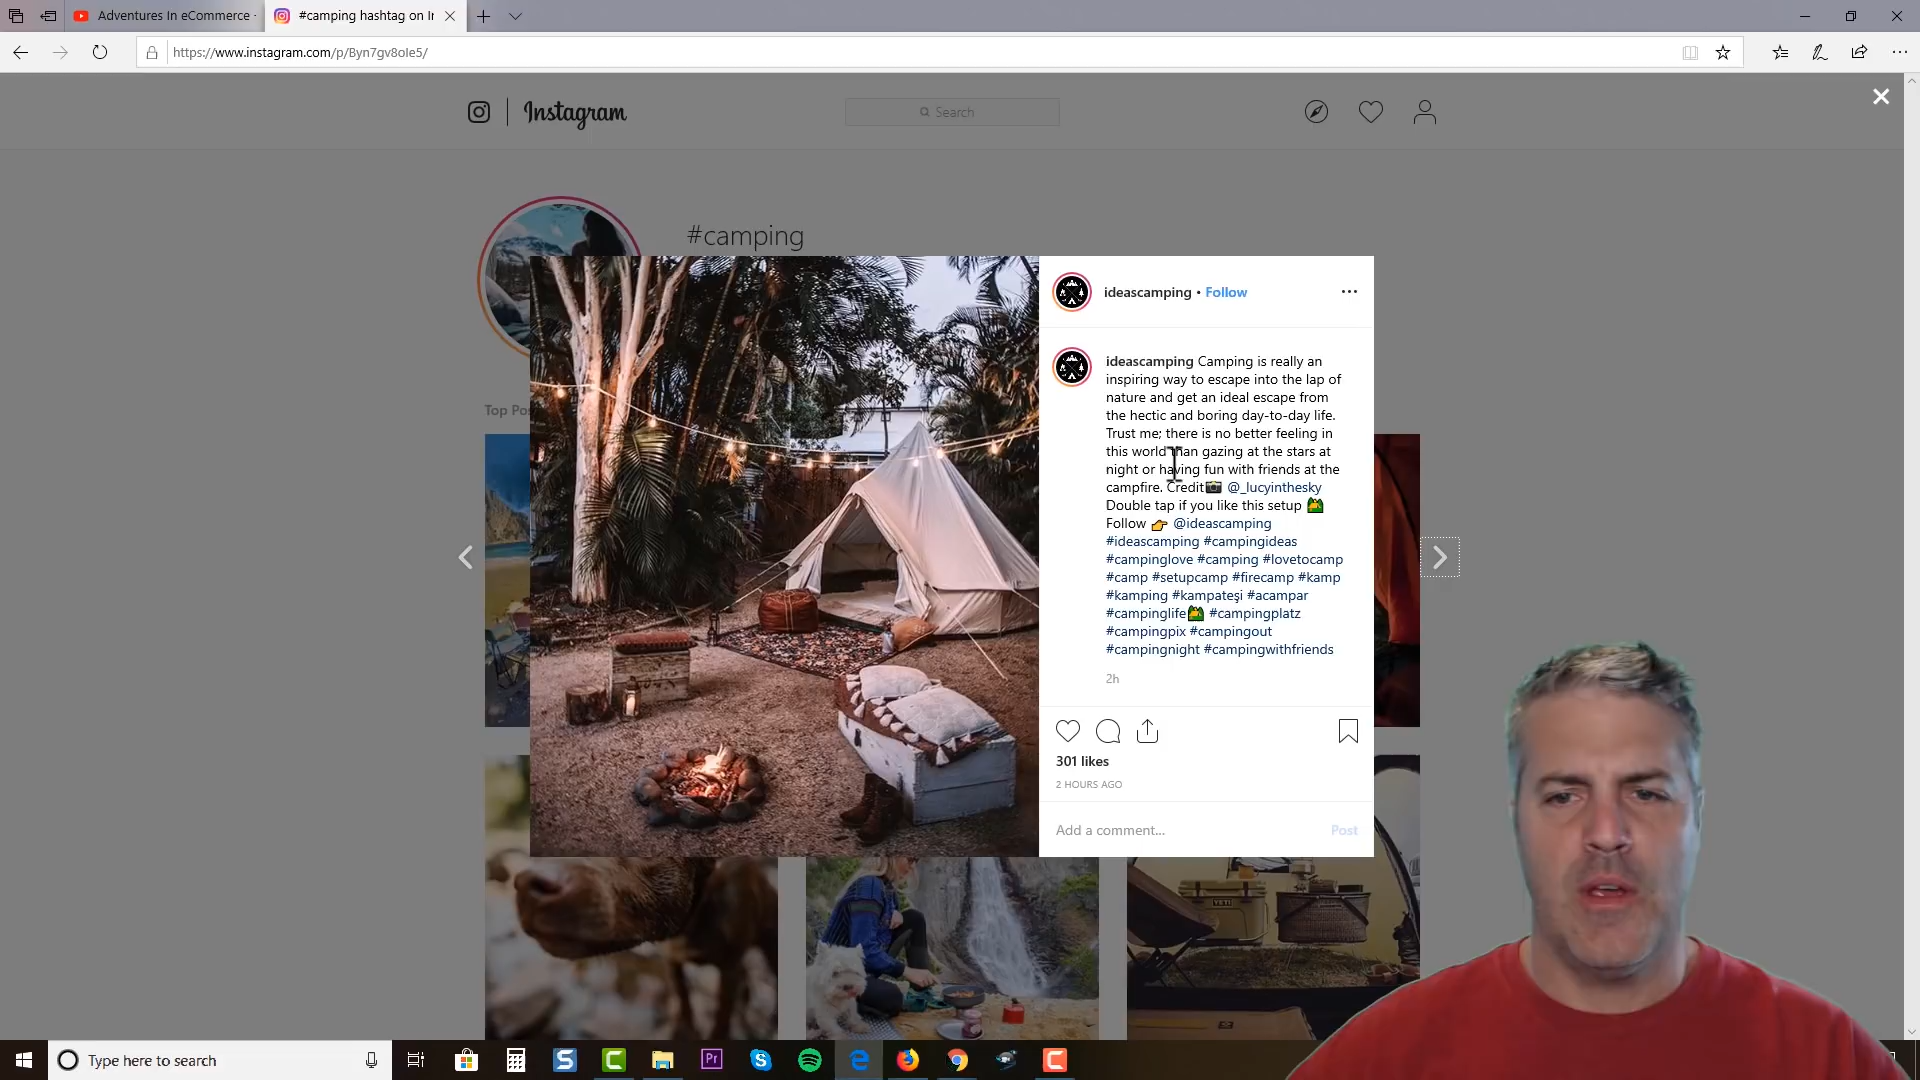 Adventures In eCommerce -
#camping hashtag on In
https://www.instagram.com/p/Byn7gv8oIe5/
Instagram
Search
#camping
Top Pos
ideascamping • Follow
ideascamping Camping is really an
inspiring way to escape into the lap of
nature and get an ideal escape from
the hectic and boring day-to-day life.
Trust me; there is no better feeling in
this world than gazing at the stars at
night or having fun with friends at the
campfire. Credit📷 @_lucyinthesky
Double tap if you like this setup 🏕
Follow 👉 @ideascamping
#ideascamping #campingideas
#campinglove #camping #lovetocamp
#camp #setupcamp #firecamp #kamp
#kamping #kampateşi #acampar
#campinglife🏕 #campingplatz
#campingpix #campingout
#campingnight #campingwithfriends
2h
301 likes
2 HOURS AGO
Add a comment... Post
YETI
Type here to search